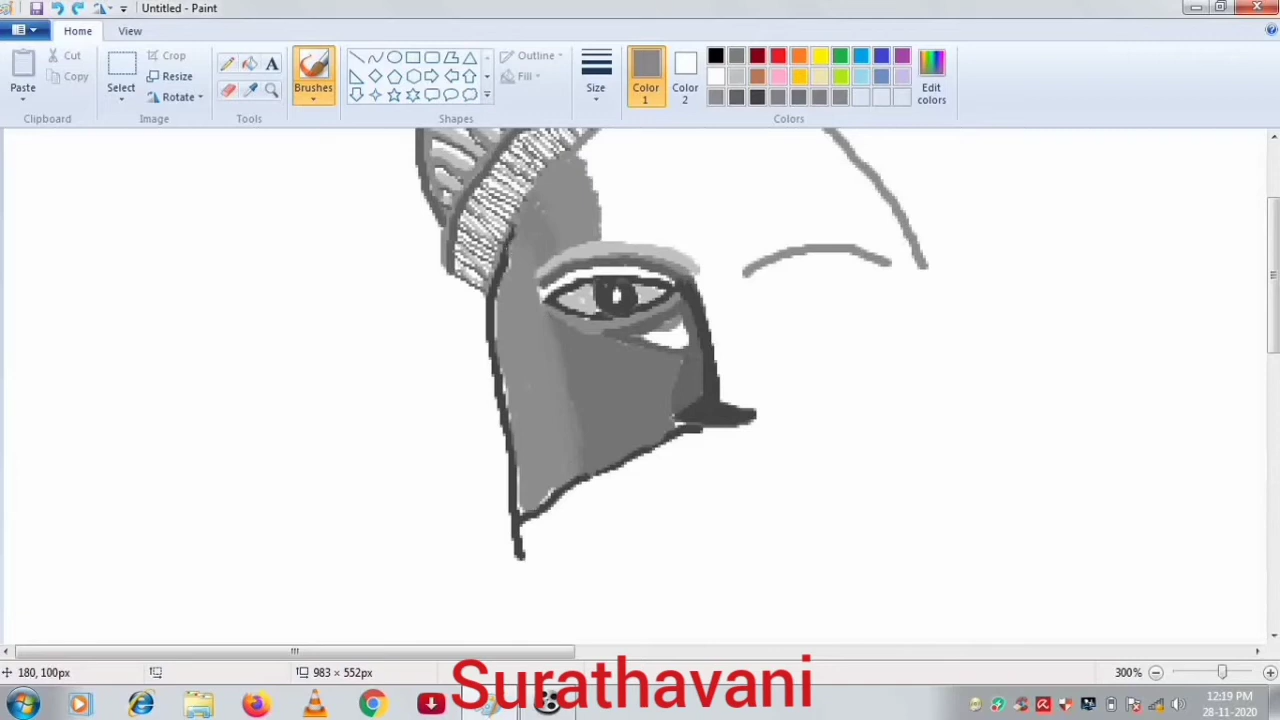 Untitled - Paint
Home
View
Paste
Cut
Copy
Clipboard
Select
Crop
Resize
Rotate
Image
A
Tools
Brushes
Outline
Fill
Shapes
Size
Color 1
Color 2
Edit colors
Colors
180, 100px
983 × 552px
300%
Surathavani
12:19 PM
28-11-2020